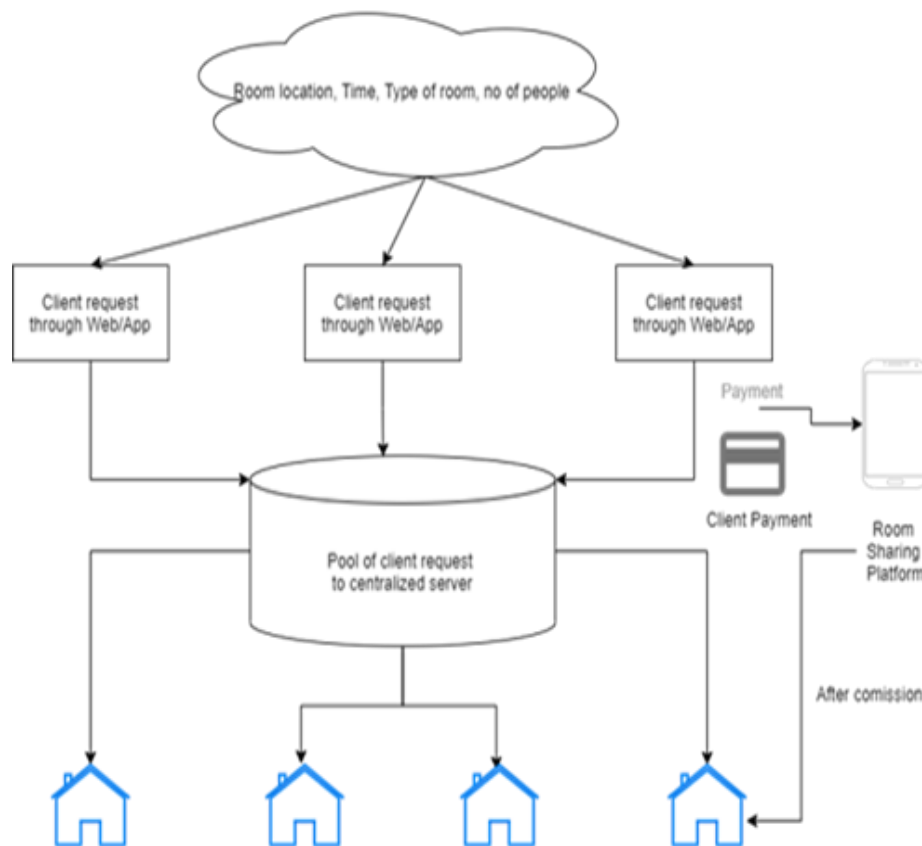 Room location, Time, Type of room, no of people
Client request
through Web/App
Client request
through Web/App
Client request
through Web/App
Payment
Client Payment
Room
Sharing
Platform
Pool of client request
to centralized server
After comission